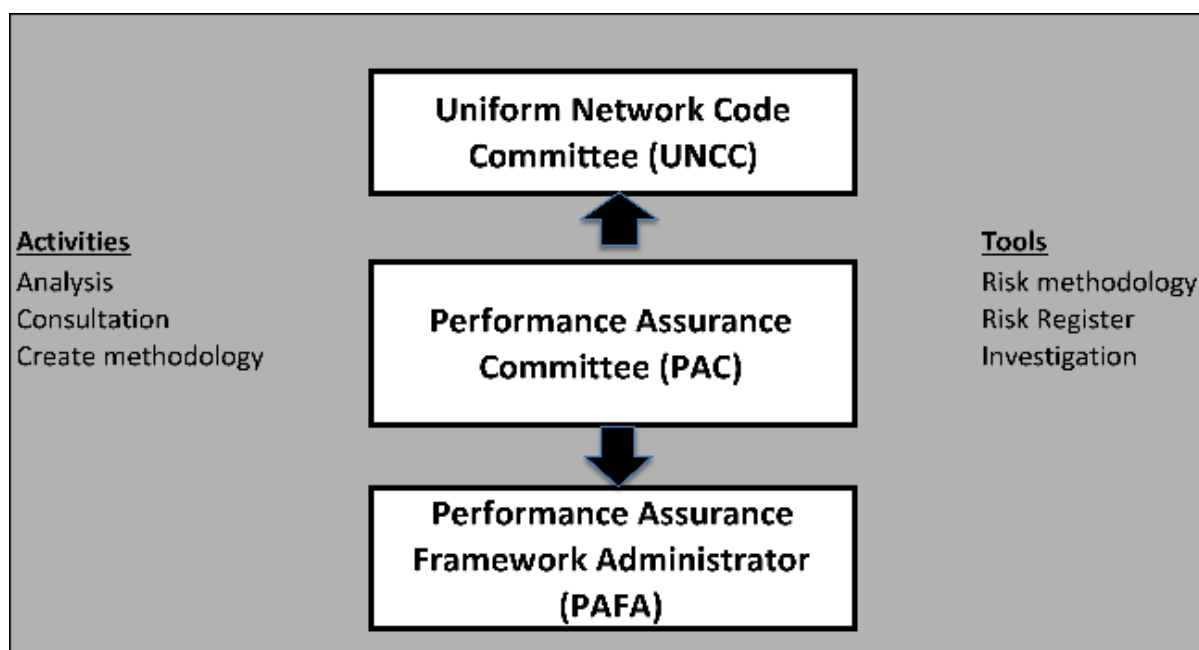 Uniform Network Code
Committee (UNCC)
Activities
Analysis
Consultation
Create methodology
Performance Assurance
Committee (PAC)
Tools
Risk methodology
Risk Register
Investigation
Performance Assurance
Framework Administrator
(PAFA)